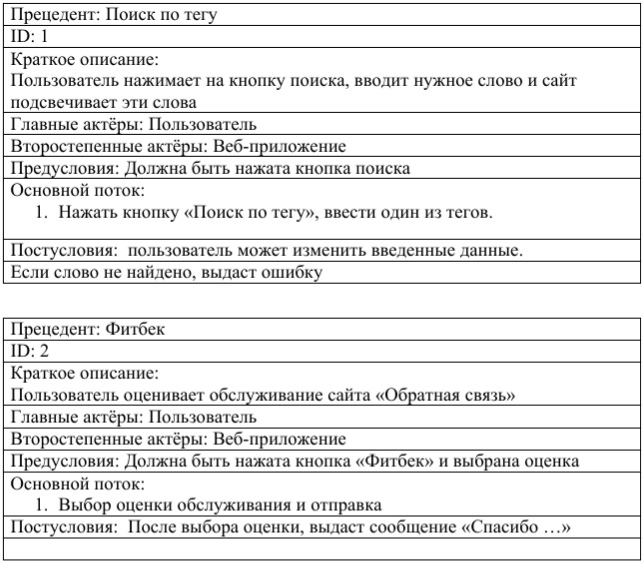 Прецедент: Поиск по тегу
ID: 1
Краткое описание:
Пользователь нажимает на кнопку поиска, вводит нужное слово и сайт
подсвечивает эти слова
Главные актёры: Пользователь
Второстепенные актёры: Веб-приложение
Предусловия: Должна быть нажата кнопка поиска
Основной поток:
1. Нажать кнопку «Поиск по тегу», ввести один из тегов.
Постусловия: пользователь может изменить введенные данные.
Если слово не найдено, выдаст ошибку
Прецедент: Фитбек
ID: 2
Краткое описание:
Пользователь оценивает обслуживание сайта «Обратная связь»
Главные актёры: Пользователь
Второстепенные актёры: Веб-приложение
Предусловия: Должна быть нажата кнопка «Фитбек» и выбрана оценка
Основной поток:
1. Выбор оценки обслуживания и отправка
Постусловия: После выбора оценки, выдаст сообщение «Спасибо …»